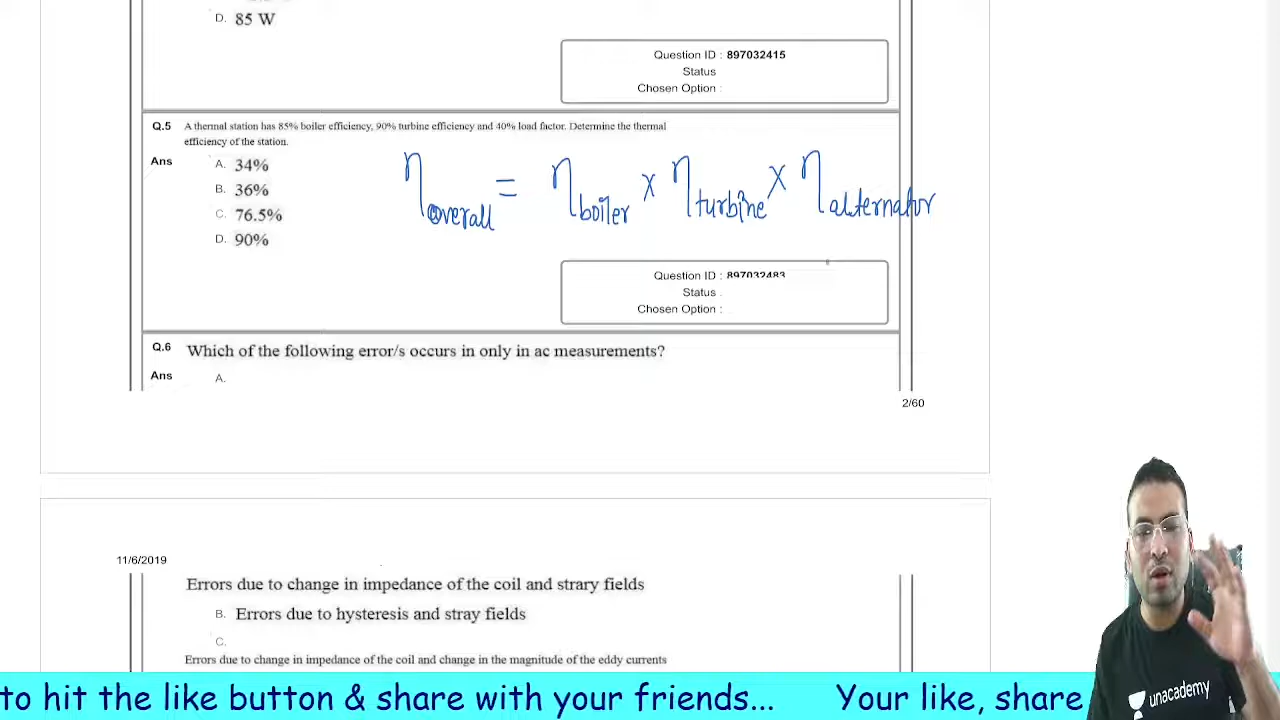 D. 85 W
Question ID : 897032415
Status
Chosen Option :
Q.5 A thermal station has 85% boiler efficiency, 90% turbine efficiency and 40% load factor. Determine the thermal
efficiency of the station.
Ans A. 34%
B. 36%
C. 76.5%
D. 90%
η overall = η boiler × η turbine × η alternator
Question ID : 897032483
Status
Chosen Option :
Q.6 Which of the following error/s occurs in only in ac measurements?
Ans A.
2/60
11/6/2019
Errors due to change in impedance of the coil and strary fields
B. Errors due to hysteresis and stray fields
C.
Errors due to change in impedance of the coil and change in the magnitude of the eddy currents
unacademy
to hit the like button & share with your friends... Your like, share